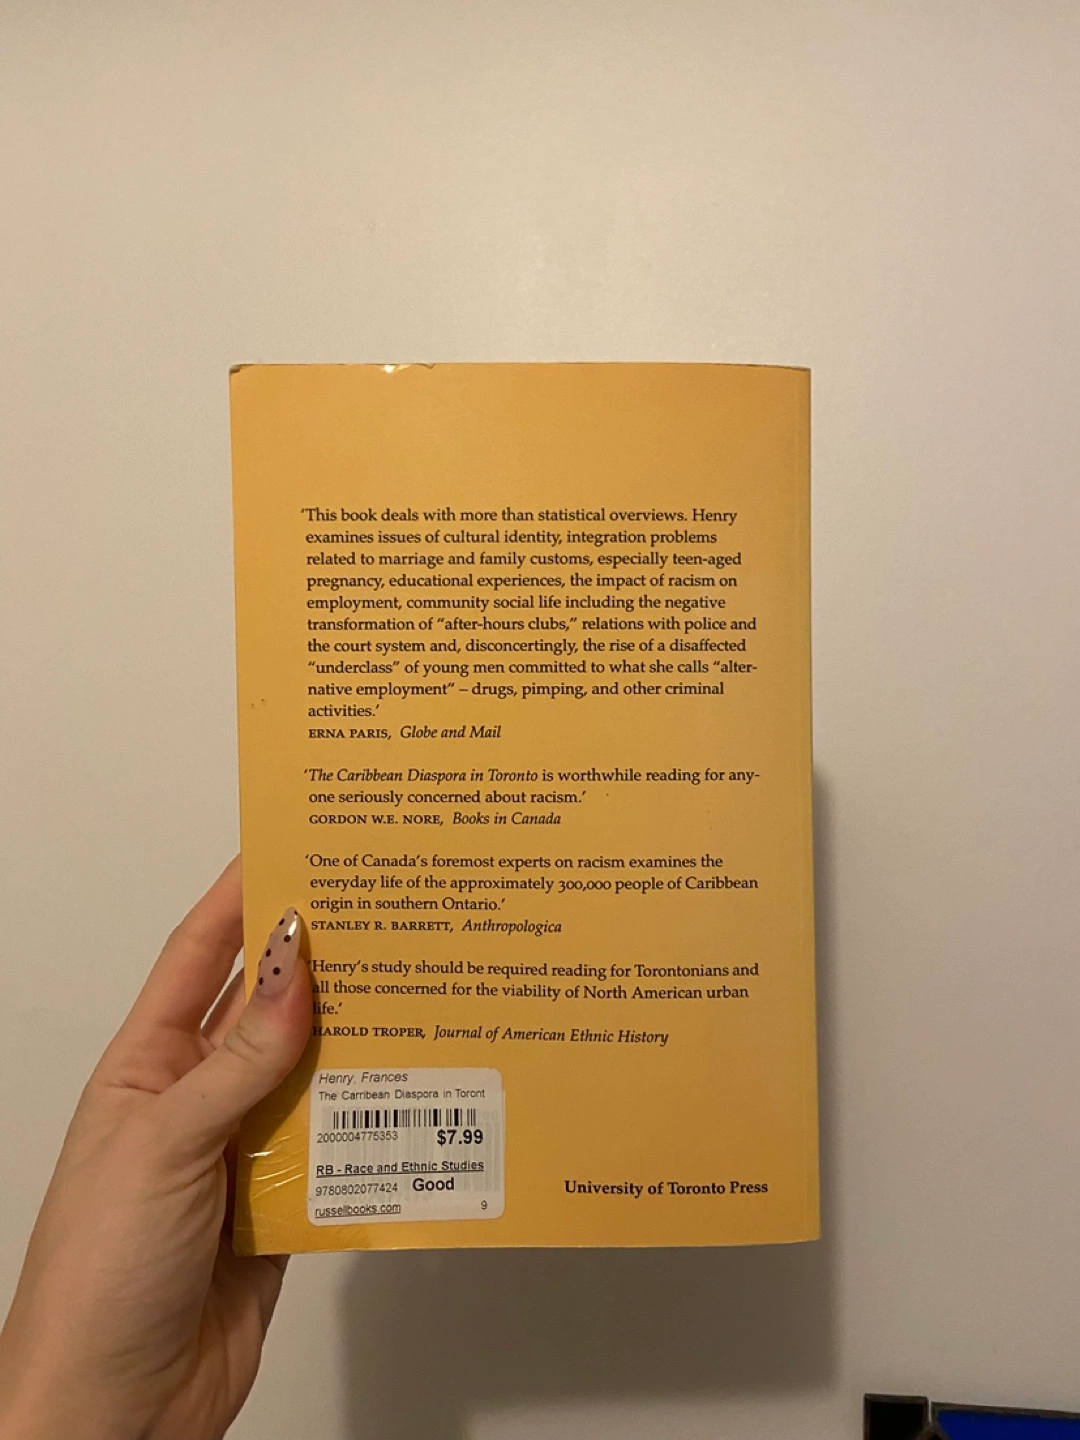 'This book deals with more than statistical overviews. Henry
examines issues of cultural identity, integration problems
related to marriage and family customs, especially teen-aged
pregnancy, educational experiences, the impact of racism on
employment, community social life including the negative
transformation of “after-hours clubs,” relations with police and
the court system and, disconcertingly, the rise of a disaffected
“underclass” of young men committed to what she calls “alter-
native employment” – drugs, pimping, and other criminal
activities.'
ERNA PARIS, Globe and Mail
'The Caribbean Diaspora in Toronto is worthwhile reading for any-
one seriously concerned about racism.'
GORDON W.E. NORE, Books in Canada
'One of Canada's foremost experts on racism examines the
everyday life of the approximately 300,000 people of Caribbean
origin in southern Ontario.'
STANLEY R. BARRETT, Anthropologica
'Henry's study should be required reading for Torontonians and
all those concerned for the viability of North American urban
life.'
HAROLD TROPER, Journal of American Ethnic History
Henry, Frances
The Carribean Diaspora in Toront
2000004775353 $7.99
RB - Race and Ethnic Studies
9780802077424 Good
russellbooks.com 9
University of Toronto Press